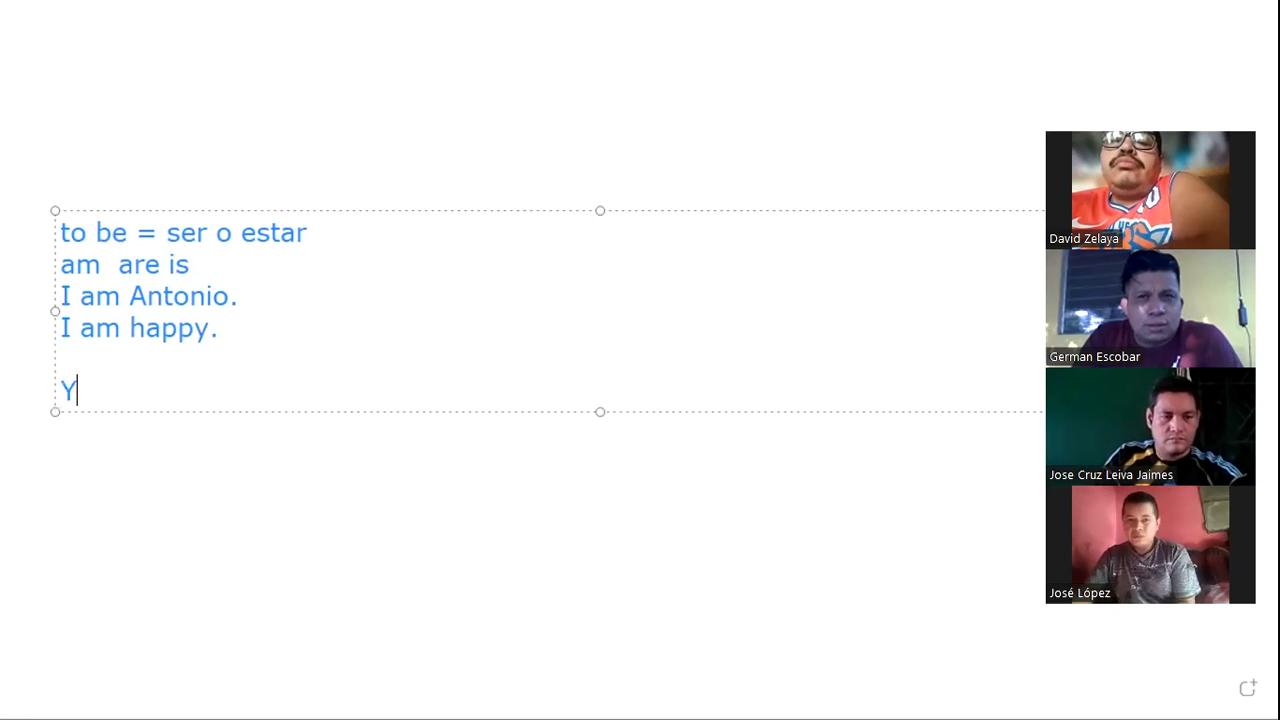 to be = ser o estar
am  are is
I am Antonio.
I am happy.
Y
David Zelaya
German Escobar
Jose Cruz Leiva Jaimes
José López